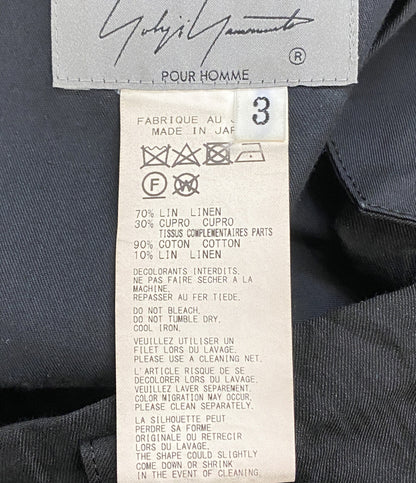 Yohji Yamamoto
®
POUR HOMME
3
FABRIQUE AU
MADE IN
F
W
70% LIN LINEN
30% CUPRO CUPRO
TISSUS COMPLEMENTAIRES PARTS
90% COTON COTTON
10% LIN LINEN
DECOLORANTS INTERDITS.
NE PAS FAIRE SECHER A LA
MACHINE.
REPASSER AU FER TIEDE.
DO NOT BLEACH.
DO NOT TUMBLE DRY.
COOL IRON.
VEUILLEZ UTILISER UN
FILET LORS DU LAVAGE.
PLEASE USE A CLEANING NET.
L'ARTICLE RISQUE DE SE
DECOLORER LORS DU LAVAGE.
VEUILLEZ LAVER SEPAREMENT.
COLOR MIGRATION MAY OCCUR,
PLEASE CLEAN SEPARATELY.
LA SILHOUETTE PEUT
PERDRE SA FORME
ORIGINALE OU RETRECIR
LORS DU LAVAGE.
THE SHAPE COULD SLIGHTLY
COME DOWN OR SHRINK
IN THE EVENT OF CLEANING.